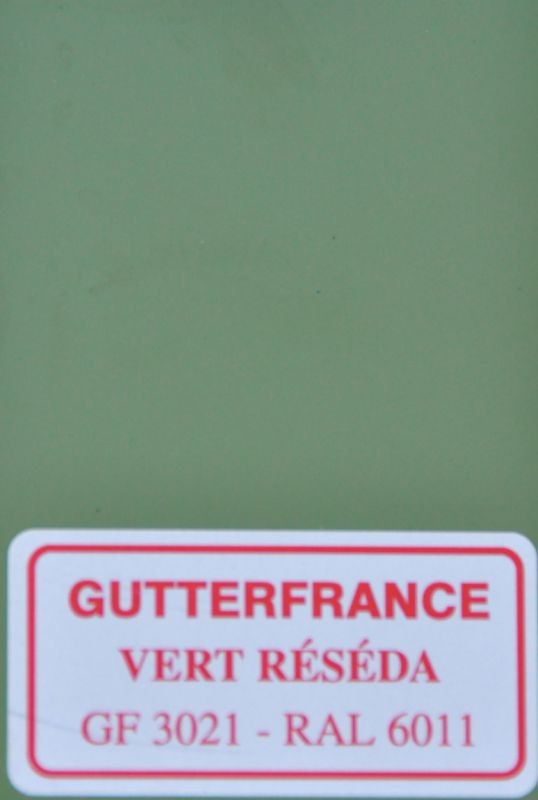 GUTTERFRANCE
VERT RÉSÉDA
GF 3021 - RAL 6011